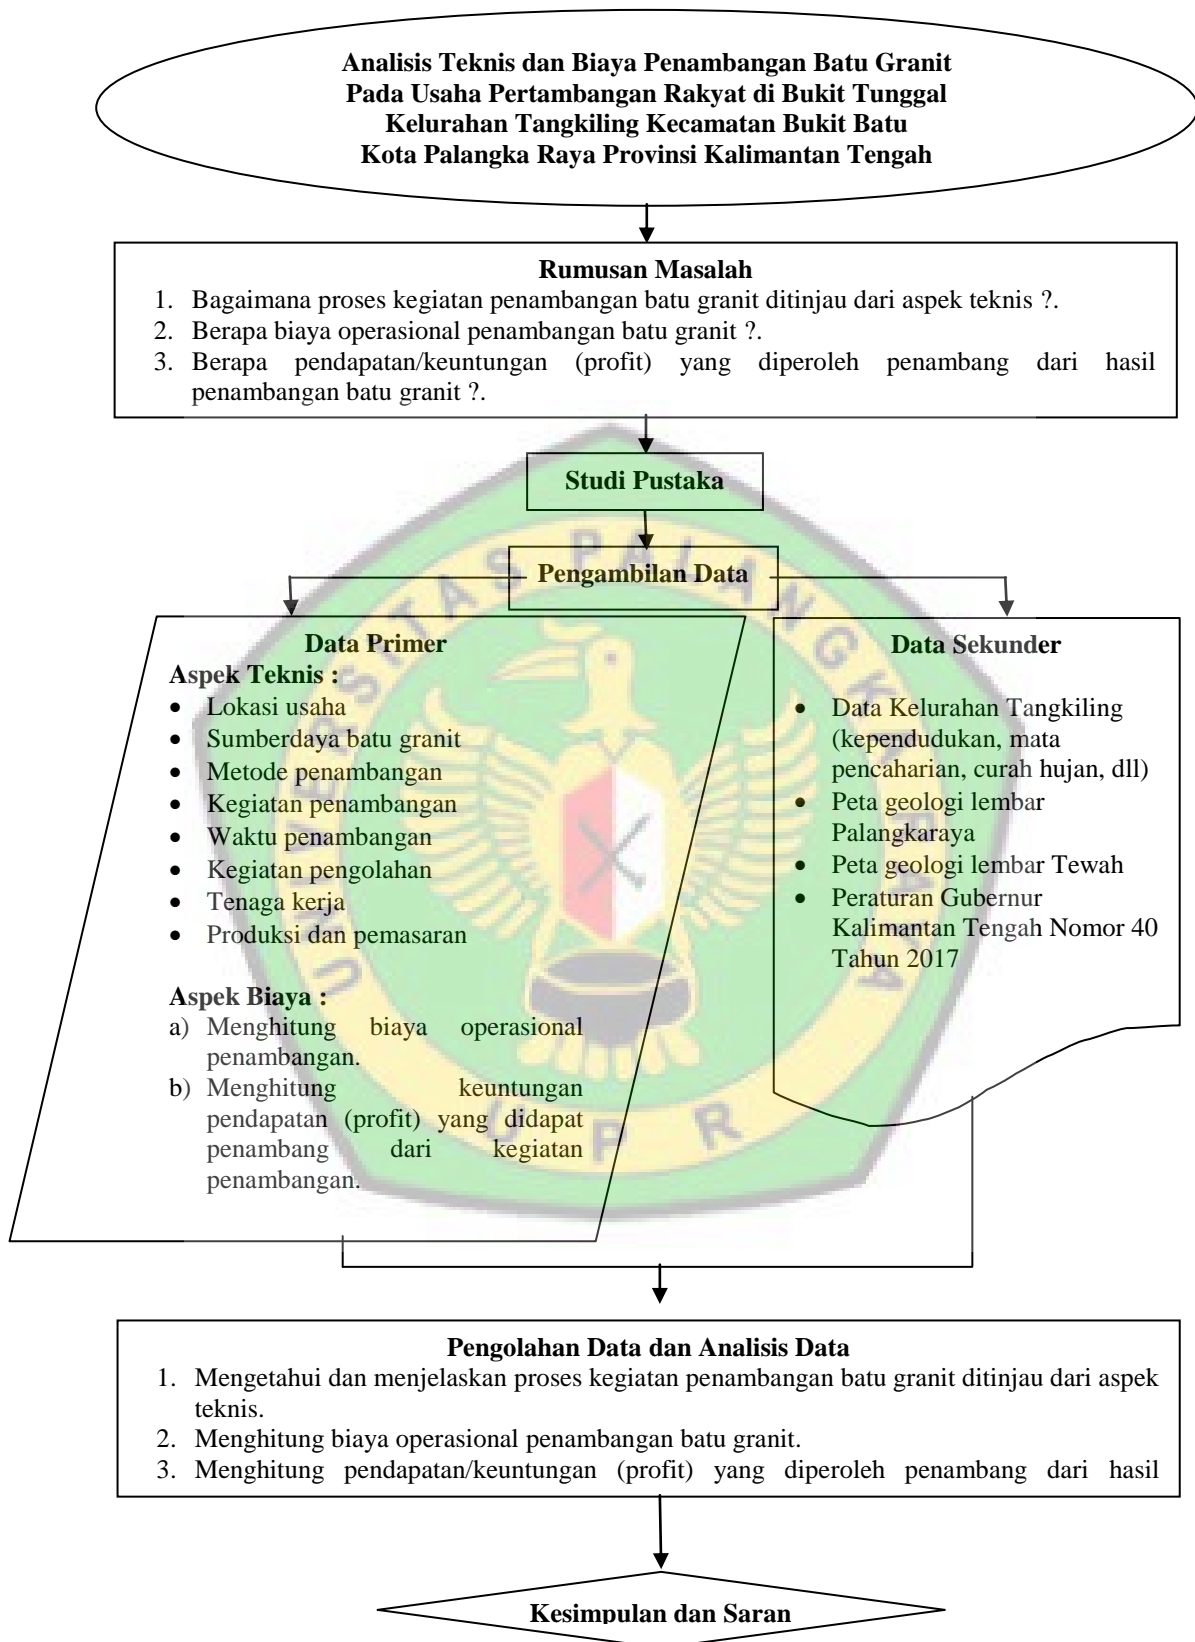 Analisis Teknis dan Biaya Penambangan Batu Granit
Pada Usaha Pertambangan Rakyat di Bukit Tunggal
Kelurahan Tangkiling Kecamatan Bukit Batu
Kota Palangka Raya Provinsi Kalimantan Tengah
Rumusan Masalah
1. Bagaimana proses kegiatan penambangan batu granit ditinjau dari aspek teknis ?.
2. Berapa biaya operasional penambangan batu granit ?.
3. Berapa pendapatan/keuntungan (profit) yang diperoleh penambang dari hasil
penambangan batu granit ?.
Studi Pustaka
Pengambilan Data
Data Primer
Aspek Teknis :
• Lokasi usaha
• Sumberdaya batu granit
• Metode penambangan
• Kegiatan penambangan
• Waktu penambangan
• Kegiatan pengolahan
• Tenaga kerja
• Produksi dan pemasaran
Aspek Biaya :
a) Menghitung biaya operasional
penambangan.
b) Menghitung keuntungan
pendapatan (profit) yang didapat
penambang dari kegiatan
penambangan.
Data Sekunder
• Data Kelurahan Tangkiling
(kependudukan, mata
pencaharian, curah hujan, dll)
• Peta geologi lembar
Palangkaraya
• Peta geologi lembar Tewah
• Peraturan Gubernur
Kalimantan Tengah Nomor 40
Tahun 2017
UNIVERSITAS PALANGKA RAYA
UPR
Pengolahan Data dan Analisis Data
1. Mengetahui dan menjelaskan proses kegiatan penambangan batu granit ditinjau dari aspek
teknis.
2. Menghitung biaya operasional penambangan batu granit.
3. Menghitung pendapatan/keuntungan (profit) yang diperoleh penambang dari hasil
Kesimpulan dan Saran